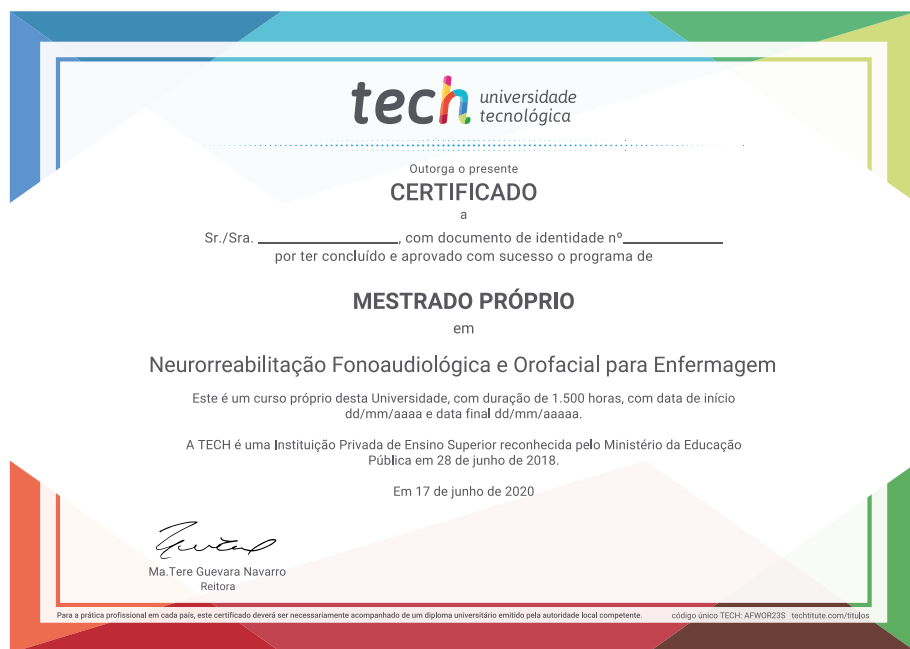 tech universidade
tecnológica
Outorga o presente
CERTIFICADO
a
Sr./Sra. ____________________, com documento de identidade nº______________
por ter concluído e aprovado com sucesso o programa de
MESTRADO PRÓPRIO
em
Neurorreabilitação Fonoaudiológica e Orofacial para Enfermagem
Este é um curso próprio desta Universidade, com duração de 1.500 horas, com data de início
dd/mm/aaaa e data final dd/mm/aaaaa.
A TECH é uma Instituição Privada de Ensino Superior reconhecida pelo Ministério da Educação
Pública em 28 de junho de 2018.
Em 17 de junho de 2020
Ma.Tere Guevara Navarro
Reitora
Para a prática profissional em cada país, este certificado deverá ser necessariamente acompanhado de um diploma universitário emitido pela autoridade local competente. código único TECH: AFWOR23S techtitute.com/titulos